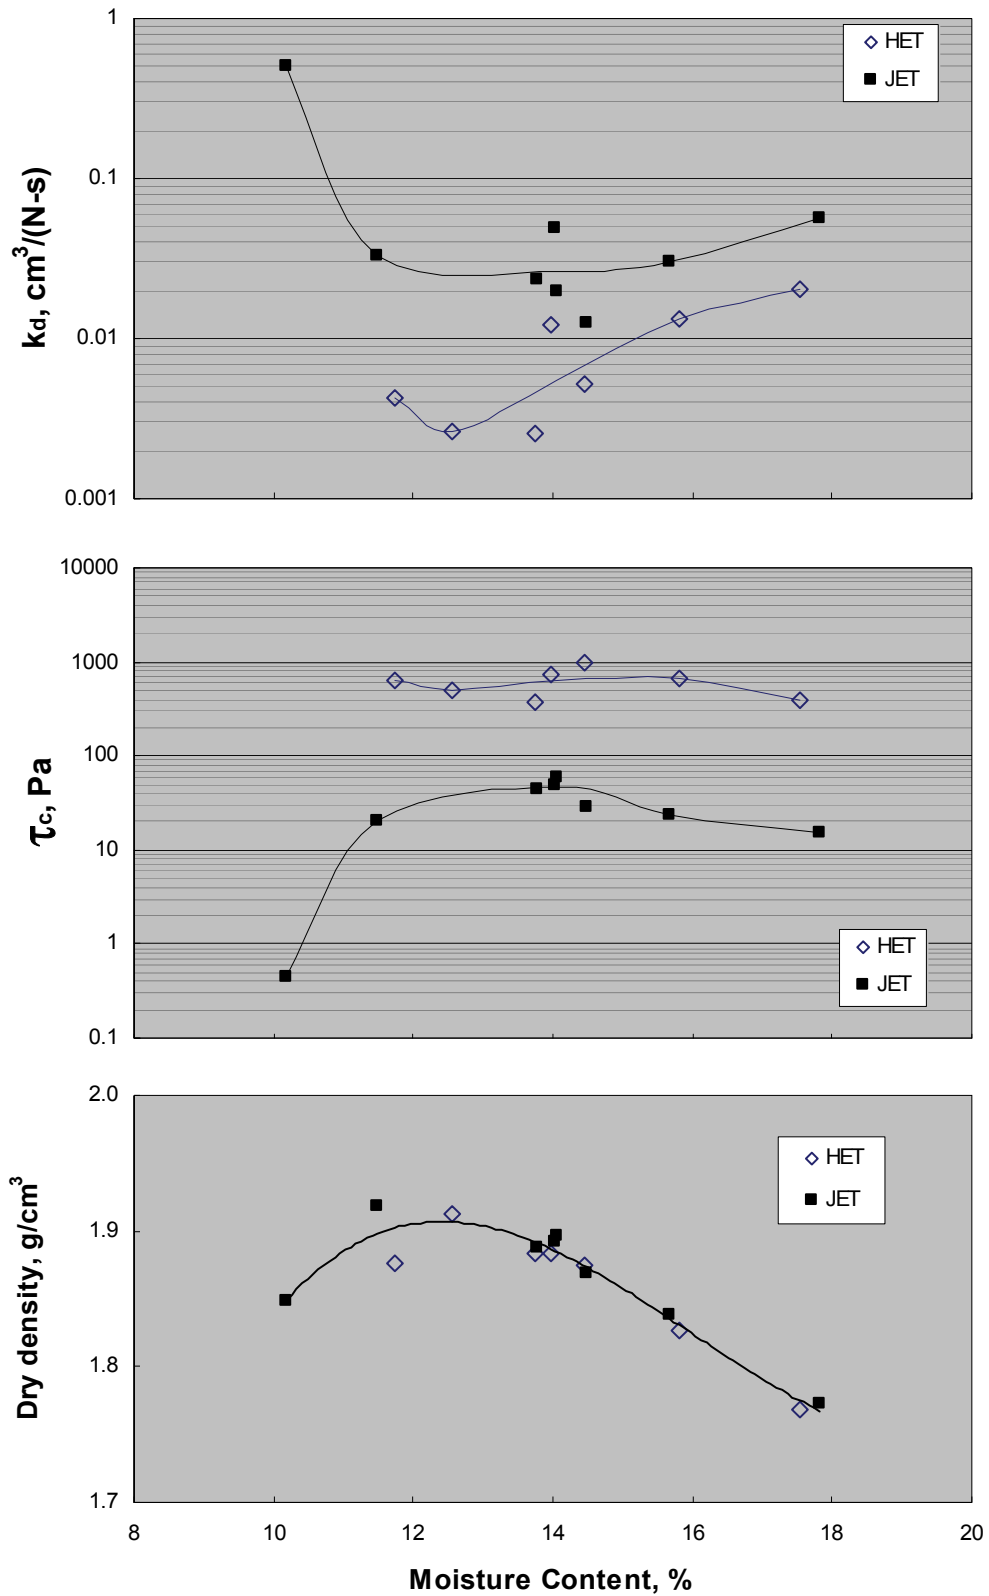 1
HET
JET
0.1
kd, cm³/(N-s)
0.01
0.001
10000
1000
100
τc, Pa
10
1
HET
JET
0.1
2.0
HET
JET
1.9
Dry density, g/cm³
1.8
1.7
8 10 12 14 16 18 20
Moisture Content, %